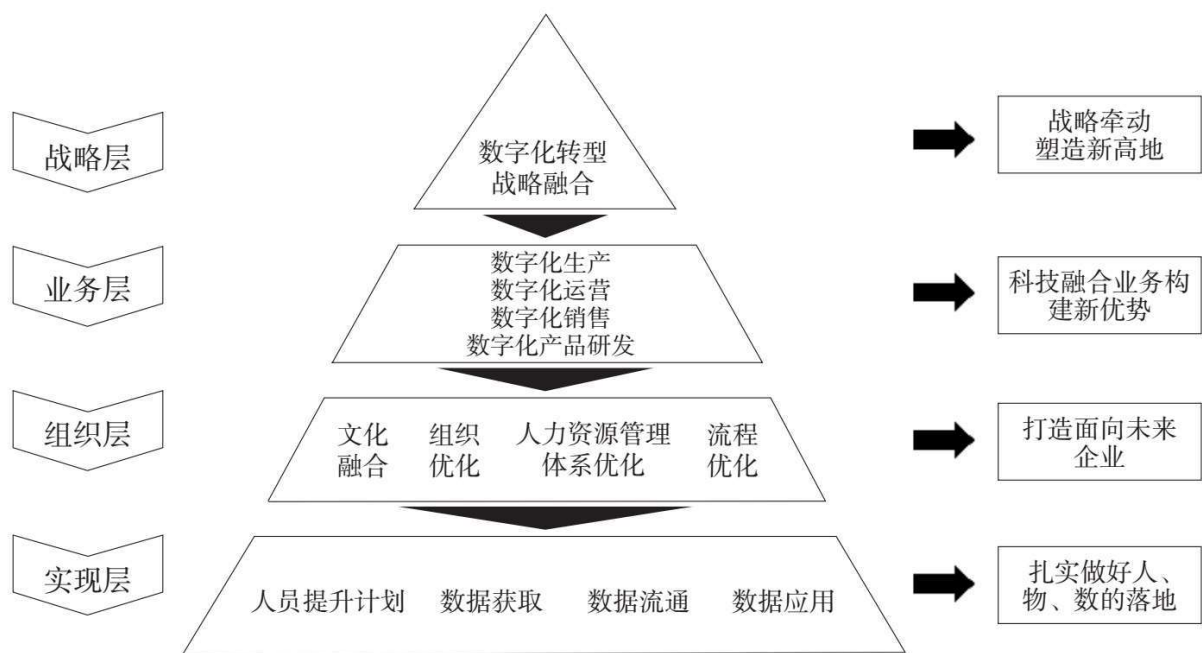 战略层
数字化转型
战略融合
战略牵动
塑造新高地
业务层
数字化生产
数字化运营
数字化销售
数字化产品研发
科技融合业务构
建新优势
组织层
文化
融合
组织
优化
人力资源管理
体系优化
流程
优化
打造面向未来
企业
实现层
人员提升计划
数据获取
数据流通
数据应用
扎实做好人、
物、数的落地